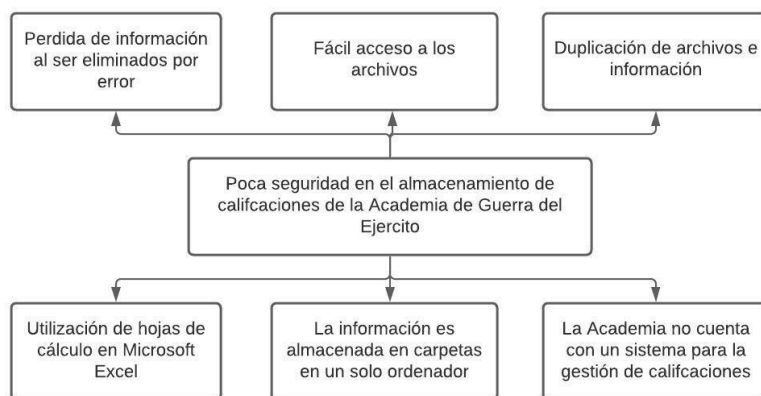 Perdida de información
al ser eliminados por
error
Fácil acceso a los
archivos
Duplicación de archivos e
información
Poca seguridad en el almacenamiento de
califcaciones de la Academia de Guerra del
Ejercito
Utilización de hojas de
cálculo en Microsoft
Excel
La información es
almacenada en carpetas
en un solo ordenador
La Academia no cuenta
con un sistema para la
gestión de califcaciones